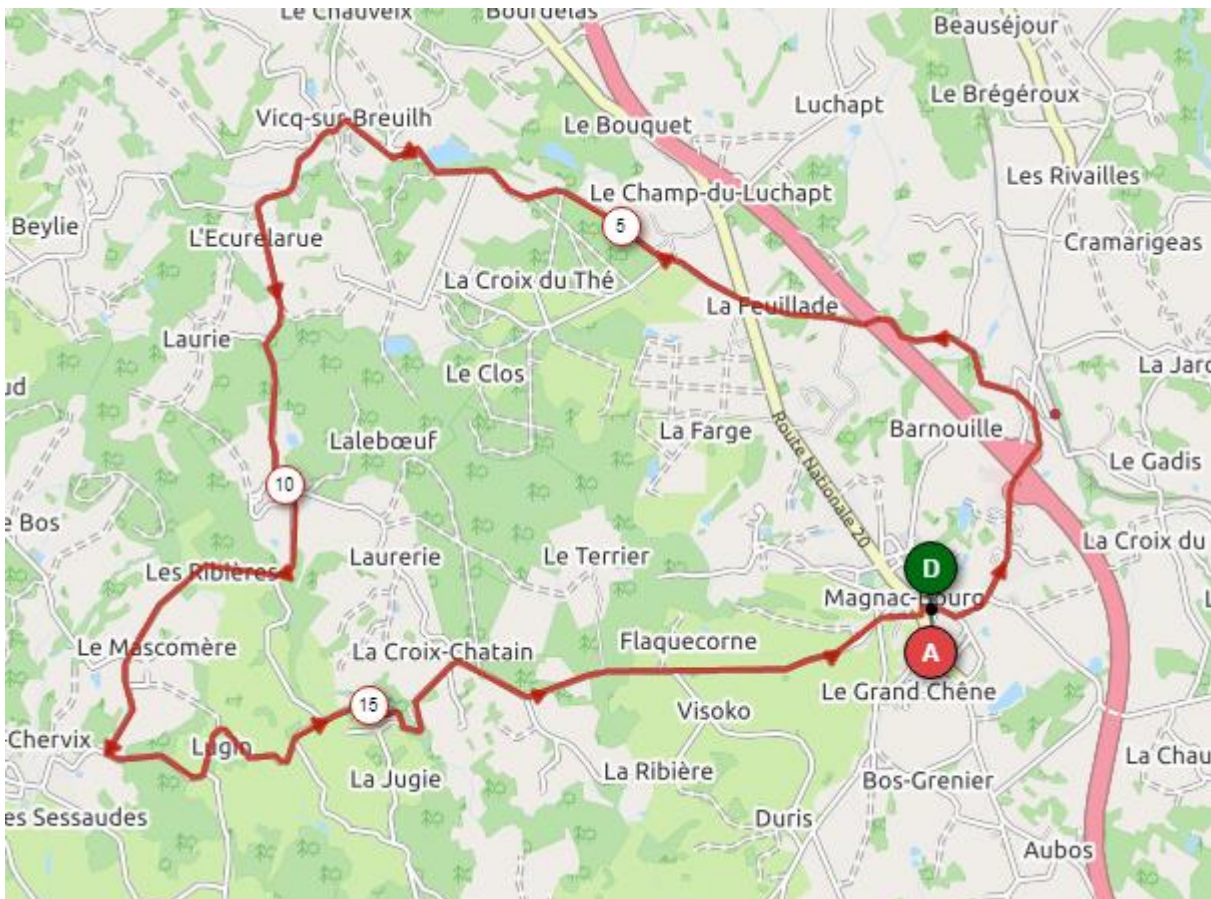 Le Chauveix
Bourdelas
Beauséjour
Le Brégéroux
Luchapt
Vicq-sur-Breuilh
Le Bouquet
Les Rivailles
Le Champ-du-Luchapt
Beylie
5
L'Ecurelarue
Cramarigeas
La Croix du Thé
La Feuillade
Laurie
La Jar
Le Clos
ud
La Farge
Barnouille
Lalebœuf
Le Gadis
Route Nationale 20
10
e Bos
La Croix du
Laurerie
Le Terrier
D
Les Ribières
Magnac-Bourg
Flaquecorne
Le Mascomère
La Croix-Chatain
A
Le Grand Chêne
15
Visoko
-Chervix
Lugin
La Chau
La Jugie
La Ribière
Bos-Grenier
es Sessaudes
Duris
Aubos